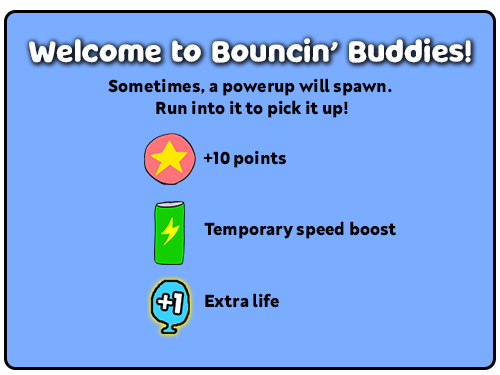 Welcome to Bouncin' Buddies!
Sometimes, a powerup will spawn.
Run into it to pick it up!
+10 points
Temporary speed boost
+1
Extra life